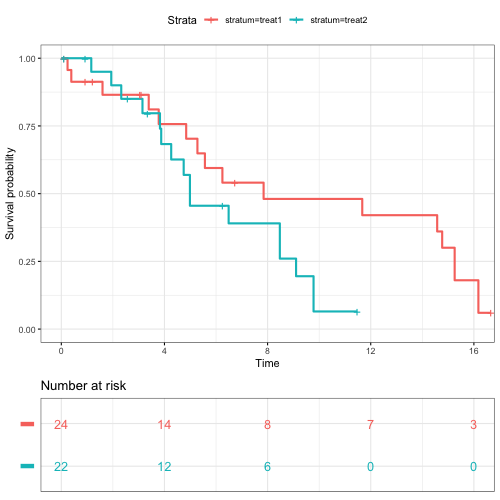 Strata stratum=treat1 stratum=treat2
1.00
0.75
0.50
0.25
0.00
Survival probability
0 4 8 12 16
Time
Number at risk
24 14 8 7 3
22 12 6 0 0